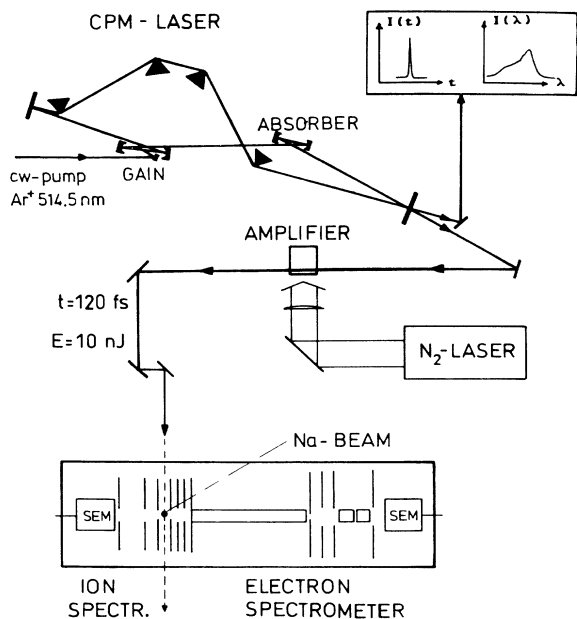 CPM-LASER
I(t)
I(λ)
t
λ
ABSORBER
GAIN
cw-pump
Ar+ 514.5 nm
AMPLIFIER
t=120 fs
E=10 nJ
N2-LASER
Na-BEAM
SEM
SEM
ION
SPECTR.
ELECTRON
SPECTROMETER